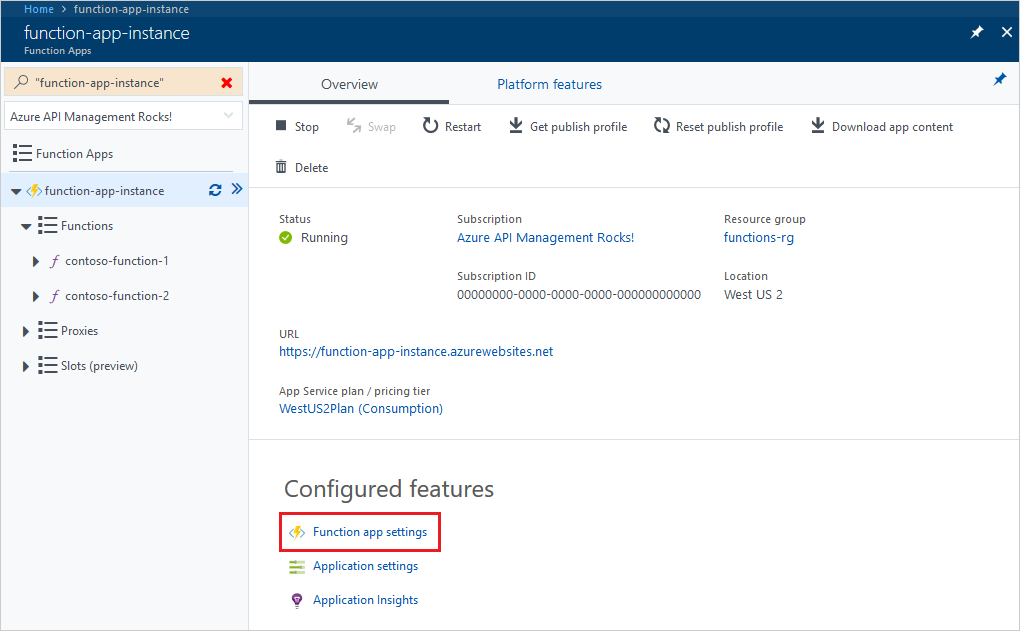 Home > function-app-instance
function-app-instance
Function Apps
"function-app-instance"
Azure API Management Rocks!
Function Apps
function-app-instance
Functions
contoso-function-1
contoso-function-2
Proxies
Slots (preview)
Overview Platform features
Stop Swap Restart Get publish profile Reset publish profile Download app content
Delete
Status Subscription Resource group
Running Azure API Management Rocks! functions-rg
Subscription ID Location
00000000-0000-0000-0000-000000000000 West US 2
URL
https://function-app-instance.azurewebsites.net
App Service plan / pricing tier
WestUS2Plan (Consumption)
Configured features
Function app settings
Application settings
Application Insights